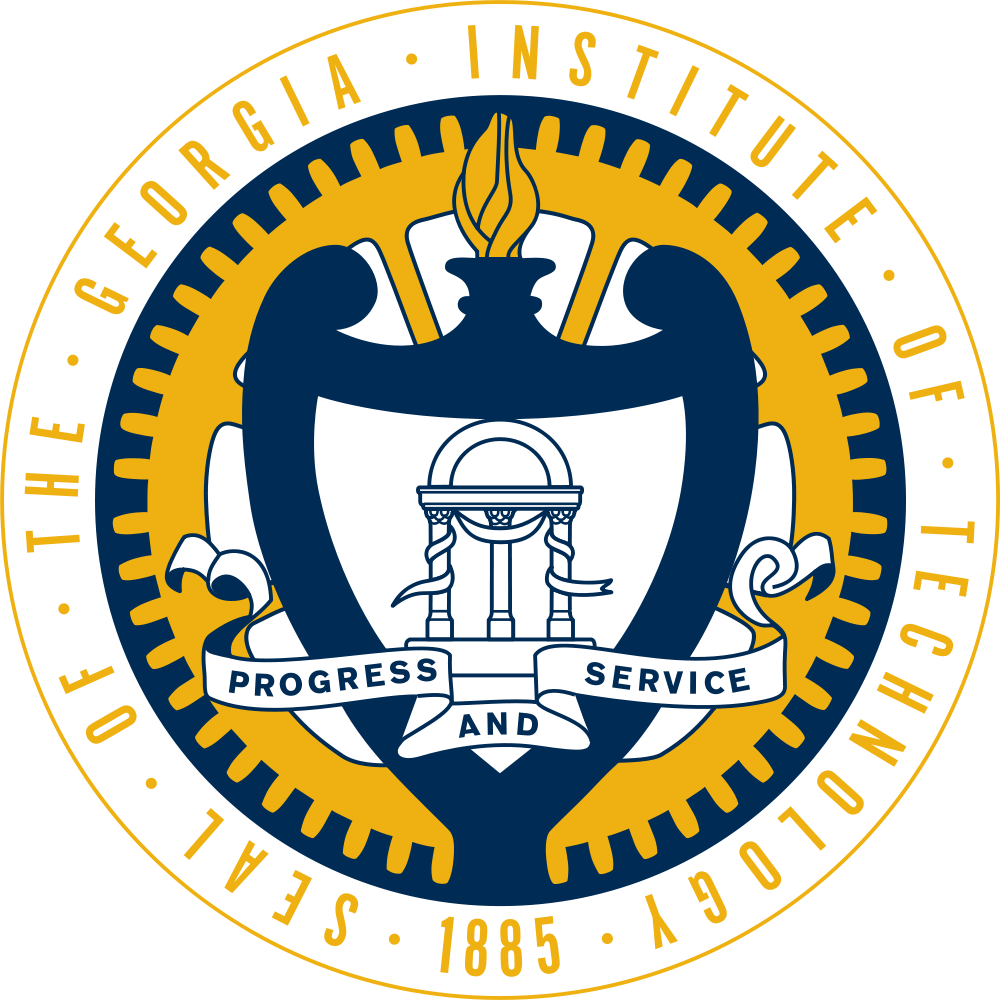 SEAL · OF · THE · GEORGIA · INSTITUTE · OF · TECHNOLOGY
· 1885 ·
PROGRESS
AND
SERVICE